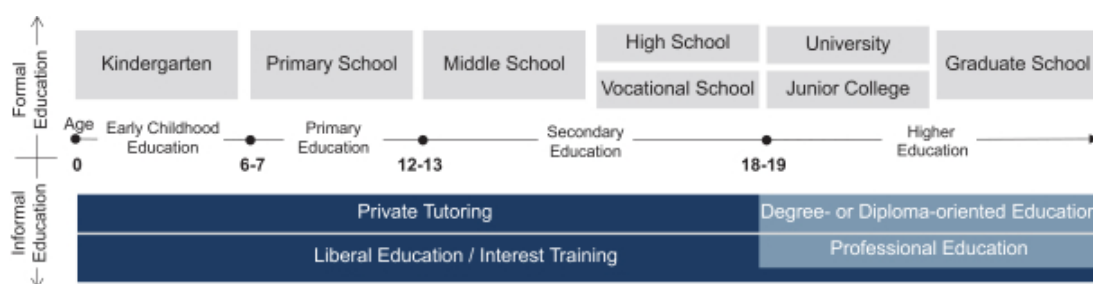 Formal
Education
Kindergarten
Primary School
Middle School
High School
Vocational School
University
Junior College
Graduate School
Age
Early Childhood
Education
Primary
Education
Secondary
Education
Higher
Education
0
6-7
12-13
18-19
Informal
Education
Private Tutoring
Degree- or Diploma-oriented Education
Liberal Education / Interest Training
Professional Education